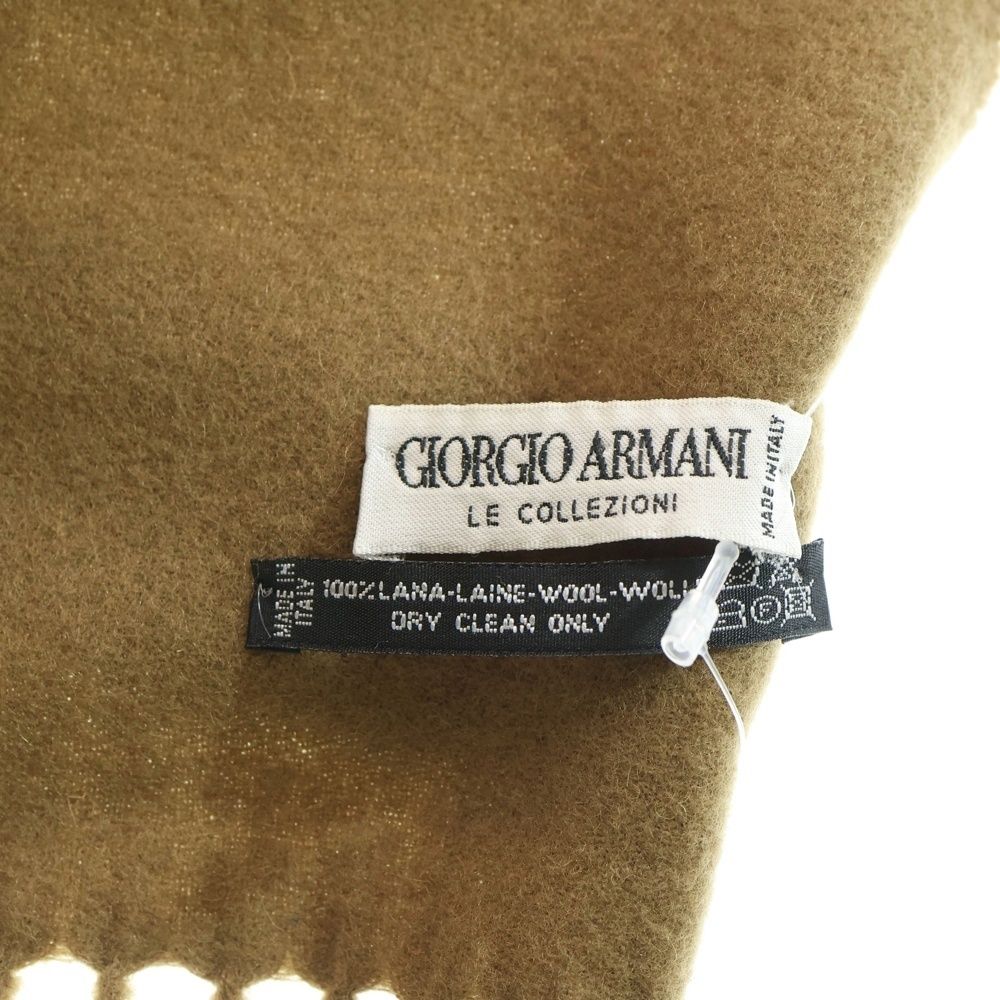 GIORGIO ARMANI
LE COLLEZIONI
MADE IN ITALY
MADE IN
ITALY
100% LANA-LAINE-WOOL-WOLL
DRY CLEAN ONLY